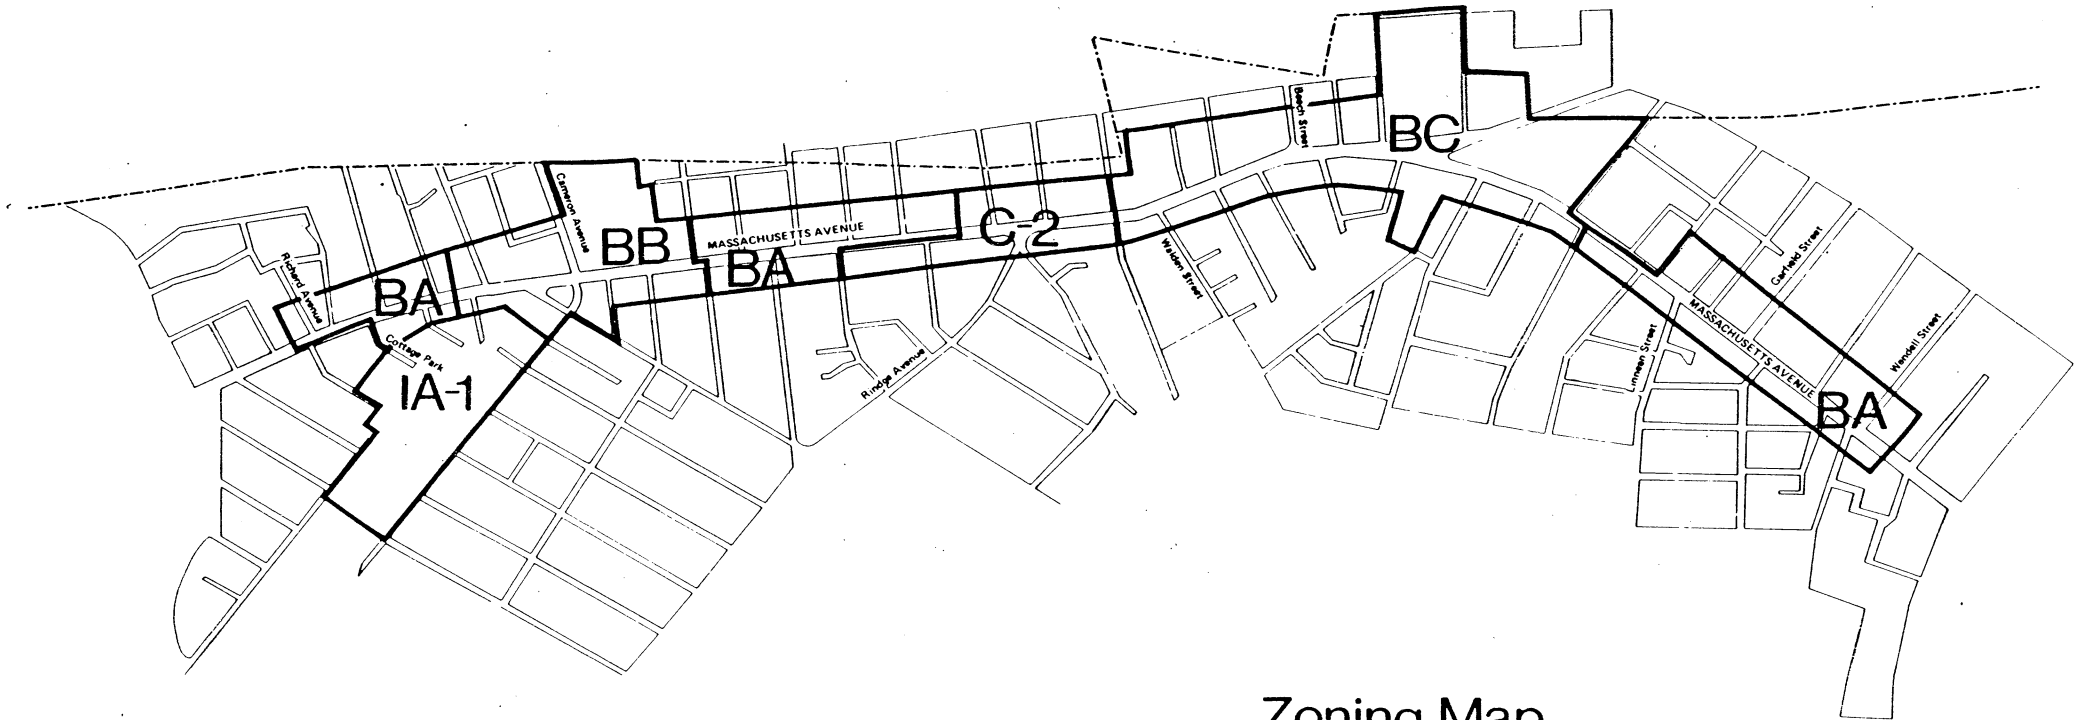 Beech Street
BC
Cameron Avenue
BB
MASSACHUSETTS AVENUE
C-2
BA
Richard Avenue
BA
Walden Street
Garfield Street
Cottage Park
IA-1
Rindge Avenue
Linnaean Street
MASSACHUSETTS AVENUE
Wendell Street
BA
Zoning Map